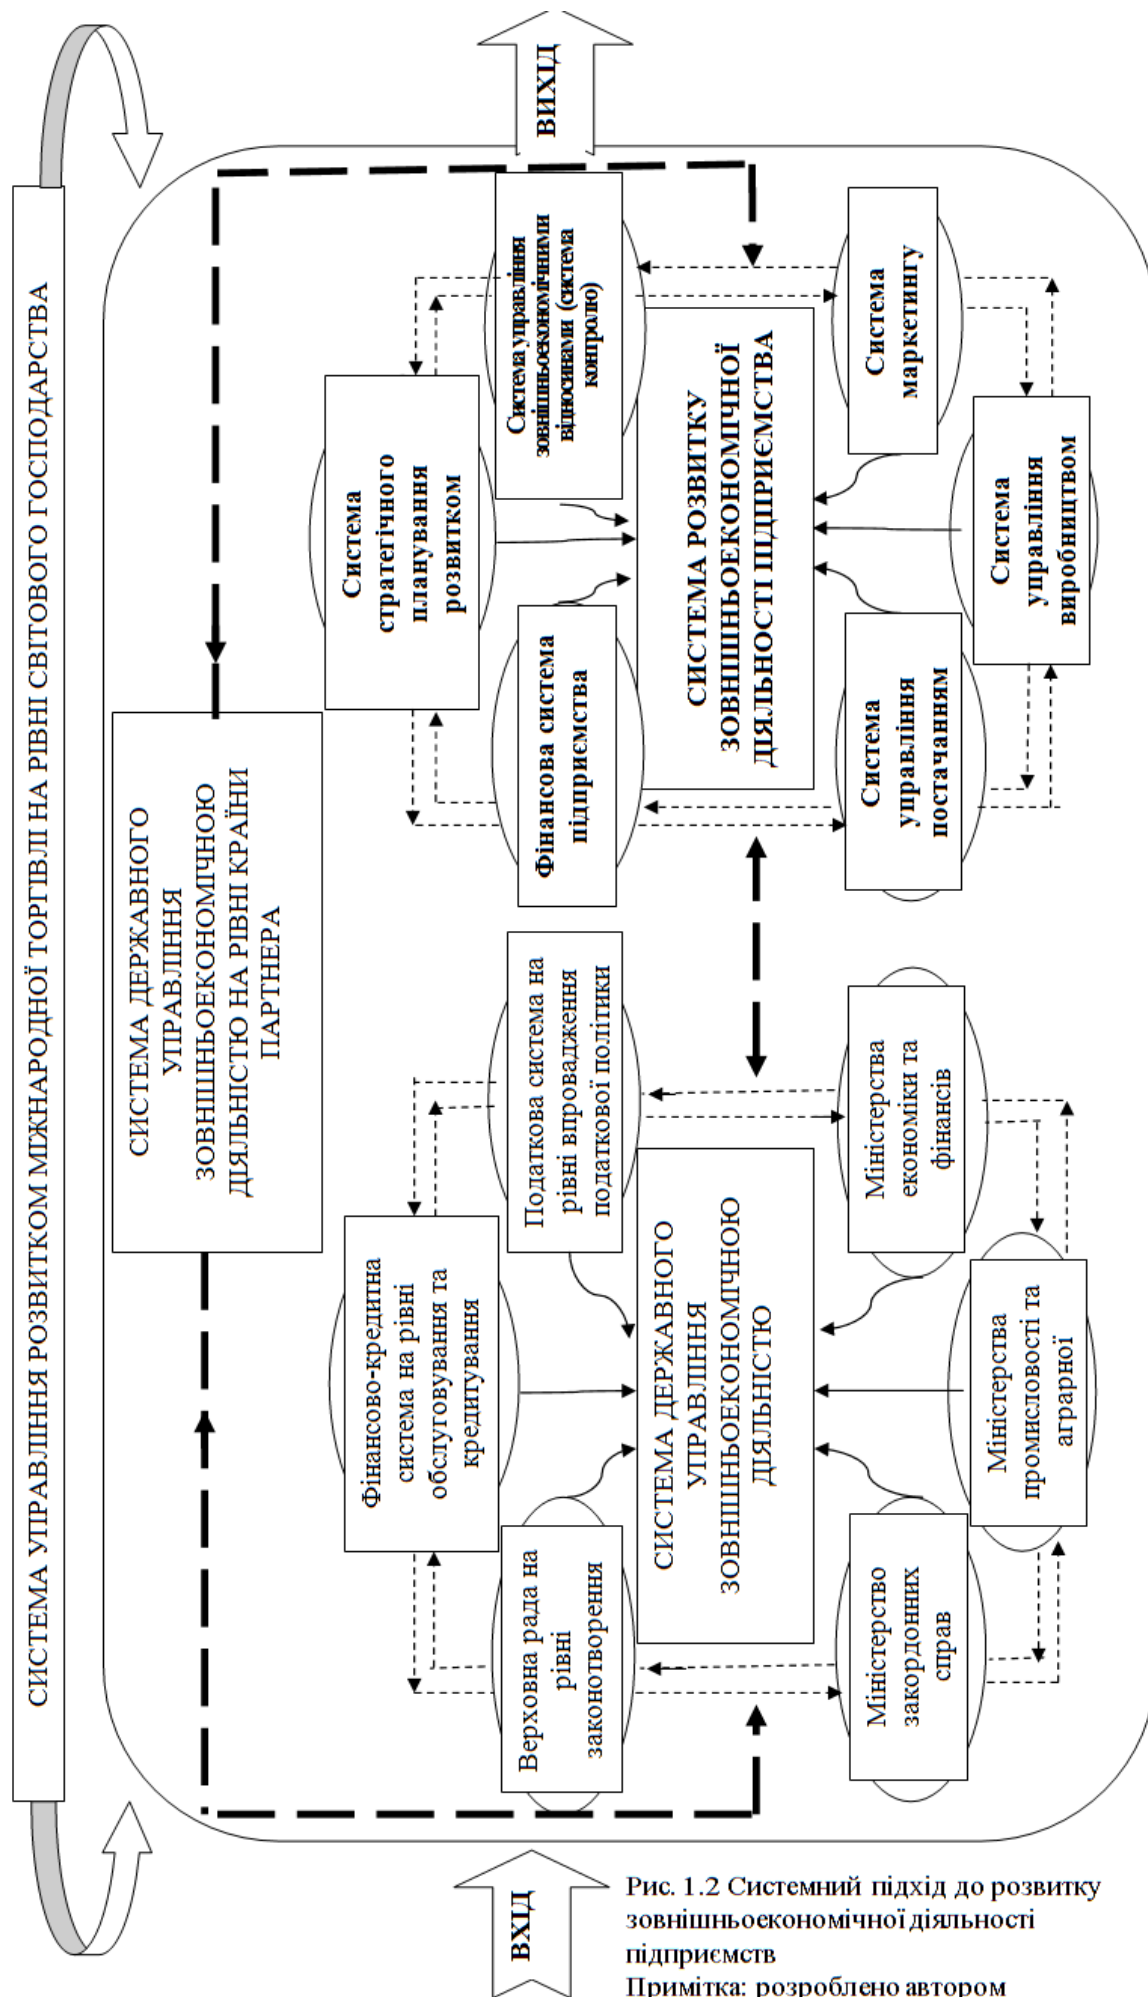 СИСТЕМА УПРАВЛІННЯ РОЗВИТКОМ МІЖНАРОДНОЇ ТОРГІВЛІ НА РІВНІ СВІТОВОГО ГОСПОДАРСТВА
СИСТЕМА ДЕРЖАВНОГО
УПРАВЛІННЯ
ЗОВНІШНЬОЕКОНОМІЧНОЮ
ДІЯЛЬНІСТЮ НА РІВНІ КРАЇНИ
ПАРТНЕРА
ВХІД
Верховна рада на
рівні
законотворення
Фінансово-кредитна
система на рівні
обслуговування та
кредитування
Податкова система на
рівні впровадження
податкової політики
СИСТЕМА ДЕРЖАВНОГО
УПРАВЛІННЯ
ЗОВНІШНЬОЕКОНОМІЧНОЮ
ДІЯЛЬНІСТЮ
Міністерство
закордонних
справ
Міністерства
промисловості та
аграрної
Міністерства
економіки та
фінансів
Фінансова система
підприємства
Система
стратегічного
планування
розвитком
Система управління
зовнішньоекономічними
відносинами (система
контролю)
СИСТЕМА РОЗВИТКУ
ЗОВНІШНЬОЕКОНОМІЧНОЇ
ДІЯЛЬНОСТІ ПІДПРИЄМСТВА
Система
управління
постачанням
Система
управління
виробництвом
Система
маркетингу
ВИХІД
Рис. 1.2 Системний підхід до розвитку
зовнішньоекономічної діяльності
підприємств
Примітка: розроблено автором